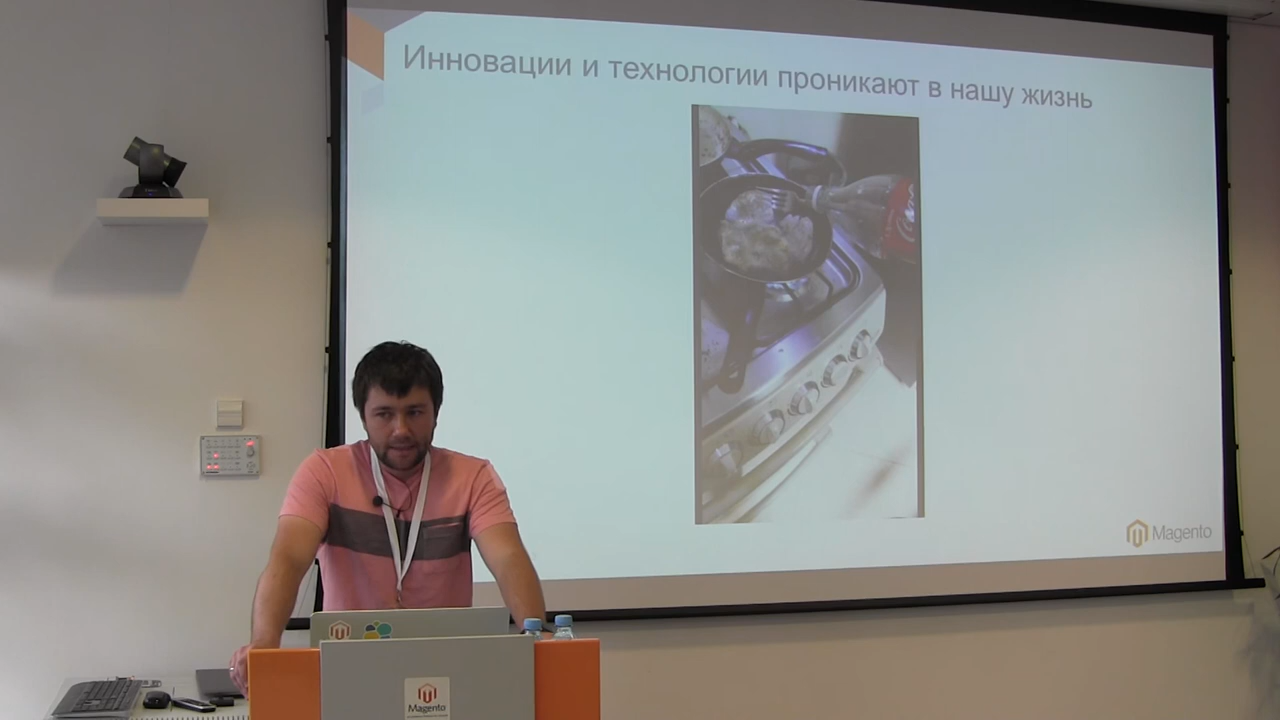 Инновации и технологии проникают в нашу жизнь
Magento
Magento